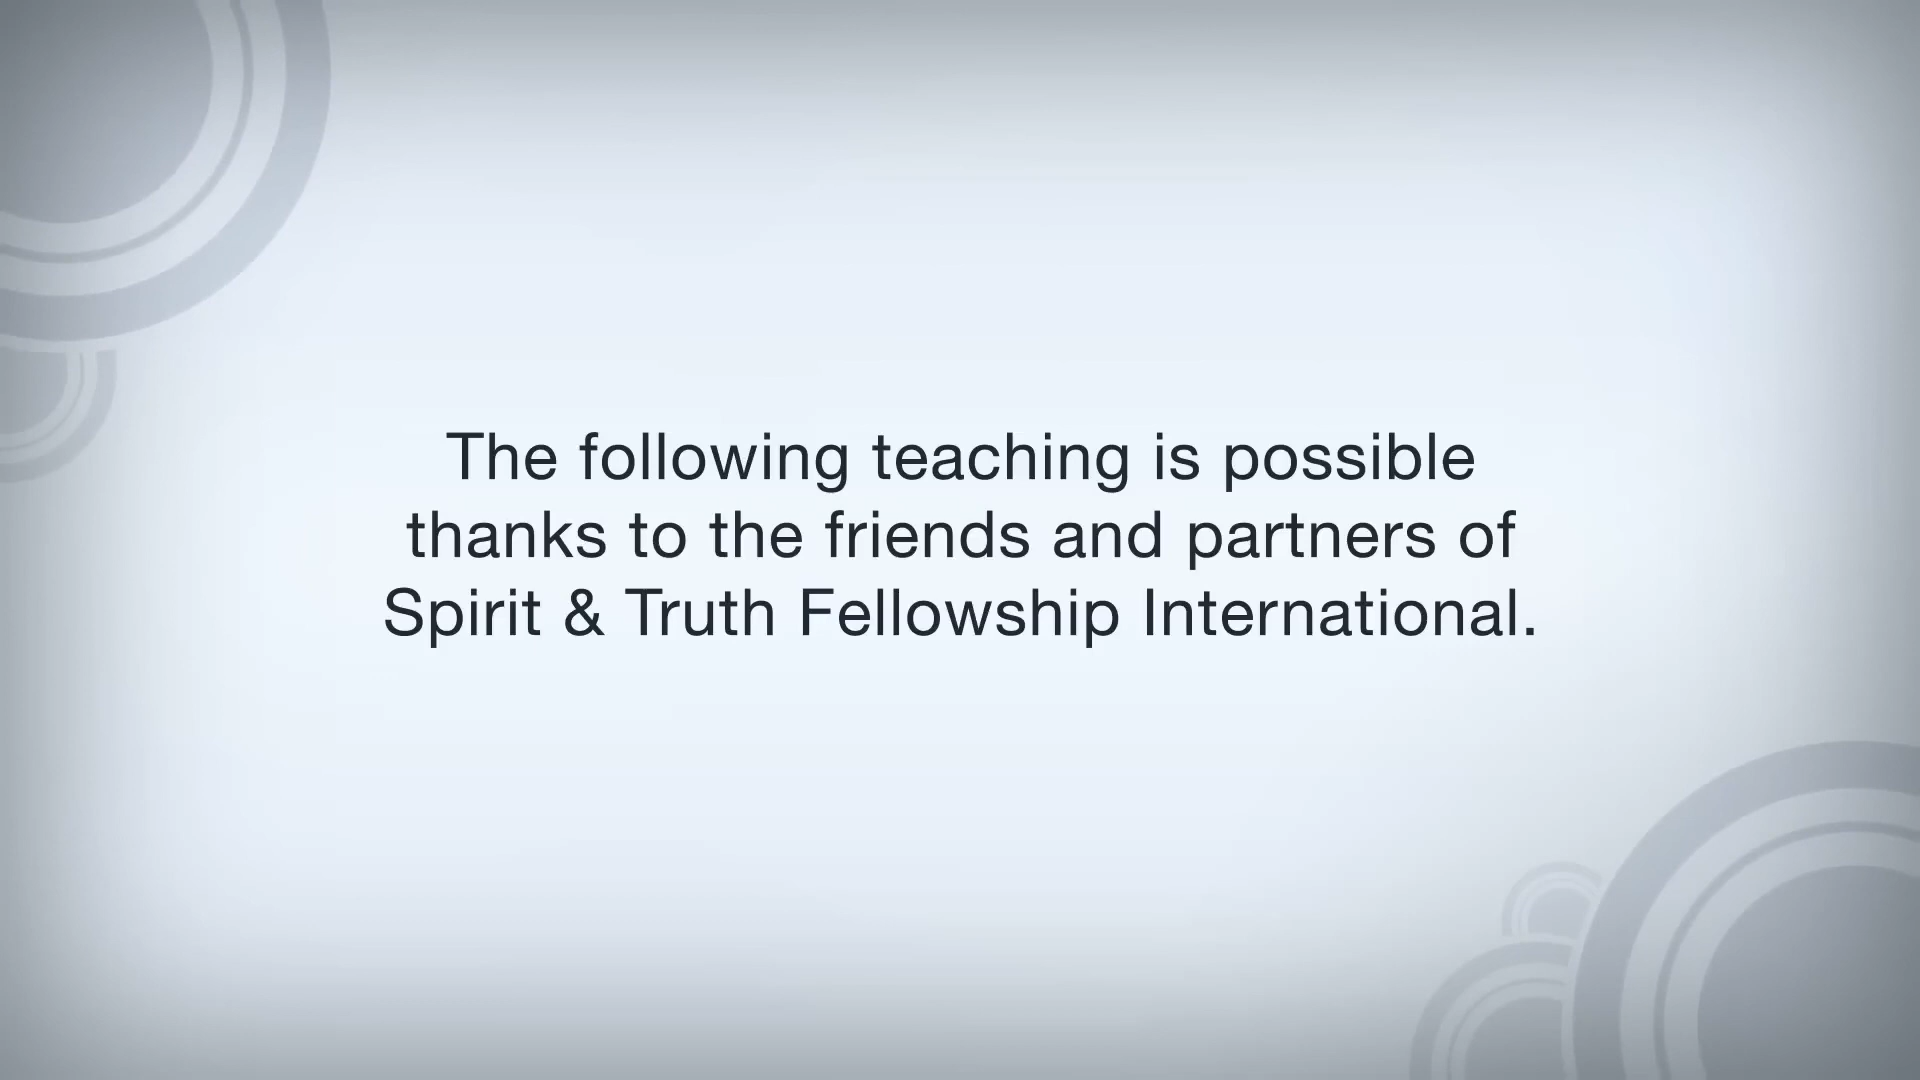 The following teaching is possible
thanks to the friends and partners of
Spirit & Truth Fellowship International.